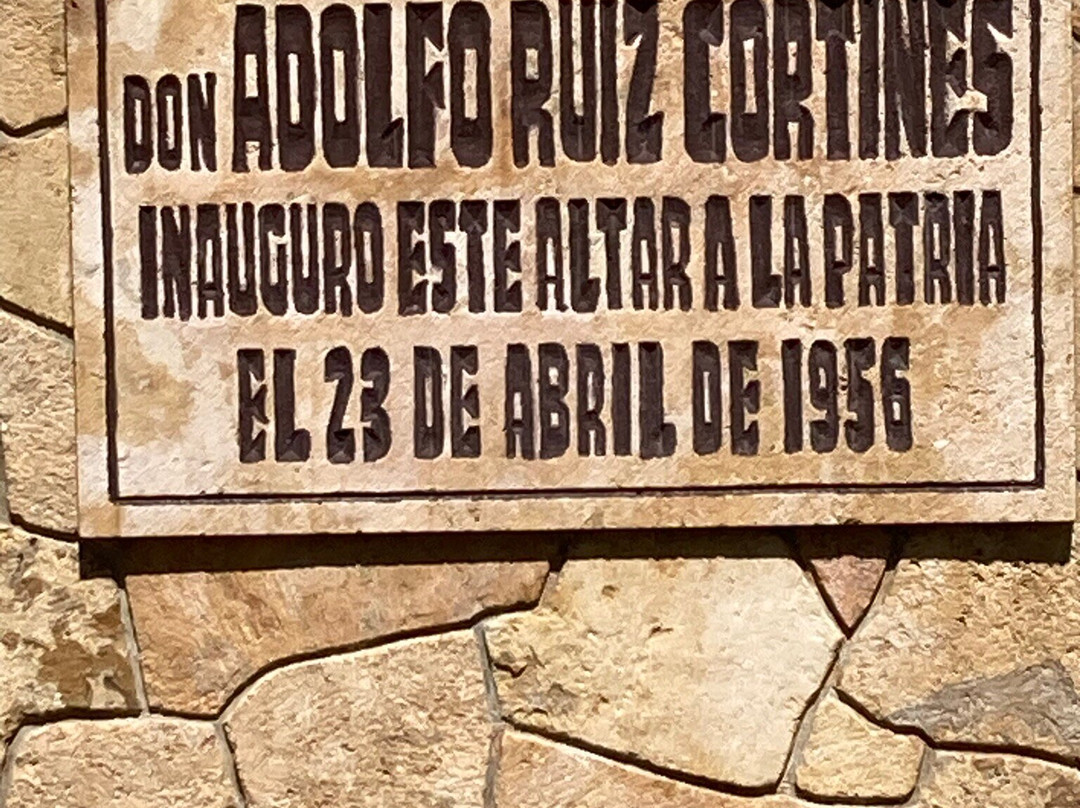 DON ADOLFO RUIZ CORTINES
INAUGURO ESTE ALTAR A LA PATRIA
EL 23 DE ABRIL DE 1956